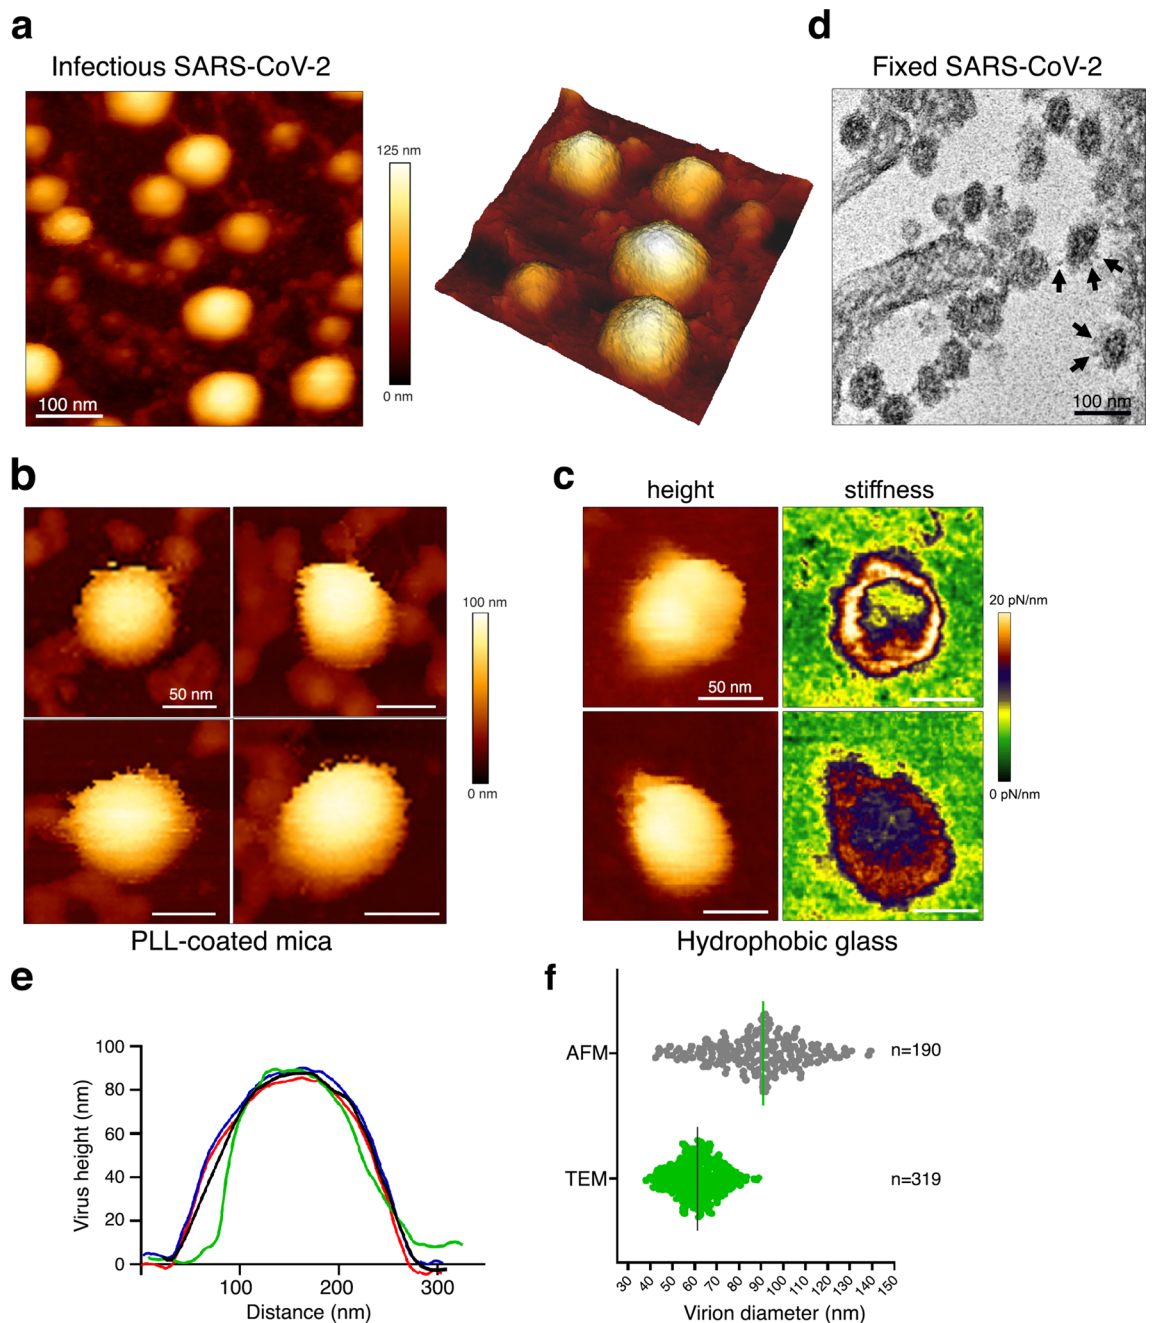 a
Infectious SARS-CoV-2
125 nm
0 nm
100 nm
d
Fixed SARS-CoV-2
100 nm
b
50 nm
100 nm
0 nm
PLL-coated mica
c
height
stiffness
50 nm
20 pN/nm
0 pN/nm
Hydrophobic glass
e
Virus height (nm)
100
80
60
40
20
0
100 200 300
Distance (nm)
f
AFM
n=190
TEM
n=319
30 40 50 60 70 80 90 100 110 120 130 140 150
Virion diameter (nm)